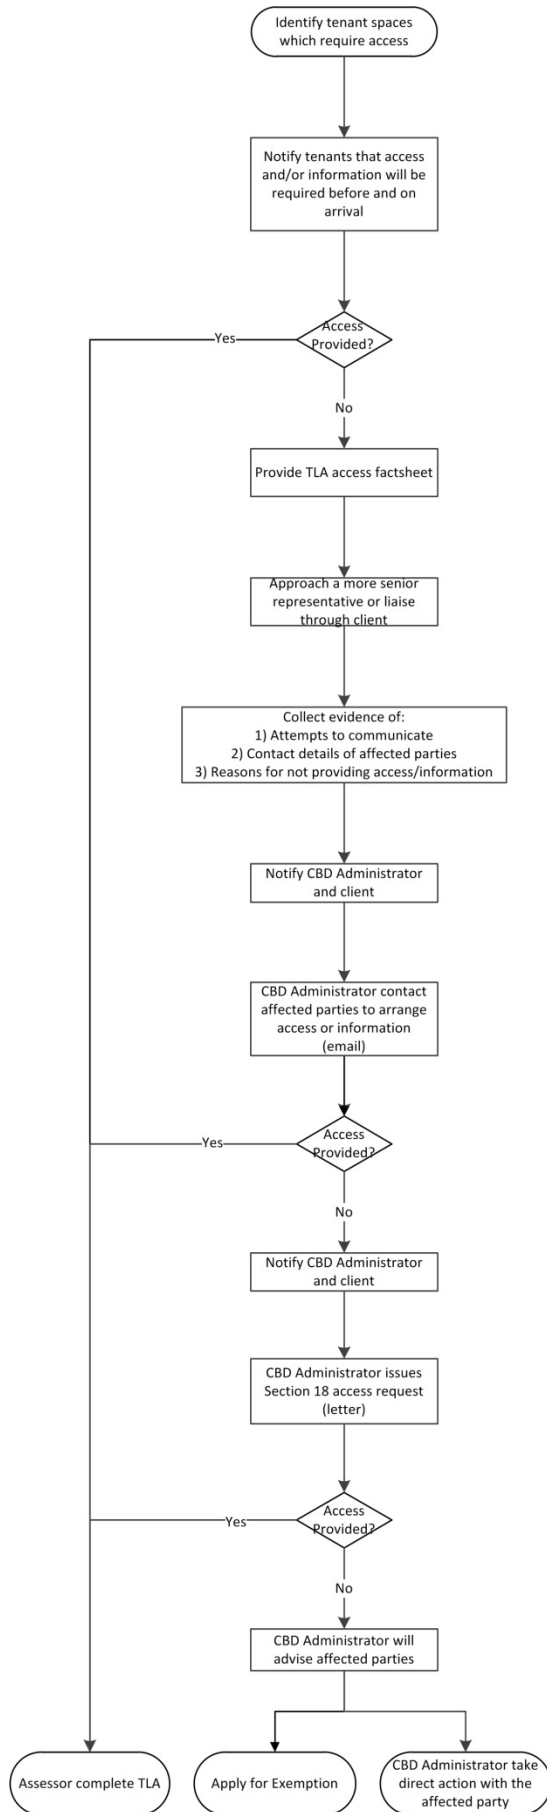 Identify tenant spaces
which require access
Notify tenants that access
and/or information will be
required before and on
arrival
Access
Provided?
Yes
No
Provide TLA access factsheet
Approach a more senior
representative or liaise
through client
Collect evidence of:
1) Attempts to communicate
2) Contact details of affected parties
3) Reasons for not providing access/information
Notify CBD Administrator
and client
CBD Administrator contact
affected parties to arrange
access or information
(email)
Access
Provided?
Yes
No
Notify CBD Administrator
and client
CBD Administrator issues
Section 18 access request
(letter)
Access
Provided?
Yes
No
CBD Administrator will
advise affected parties
Assessor complete TLA
Apply for Exemption
CBD Administrator take
direct action with the
affected party